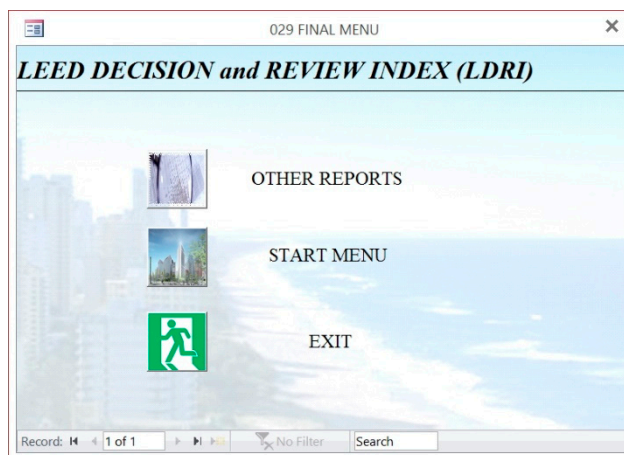 029 FINAL MENU
LEED DECISION and REVIEW INDEX (LDRI)
OTHER REPORTS
START MENU
EXIT
Record: 1 of 1 No Filter Search